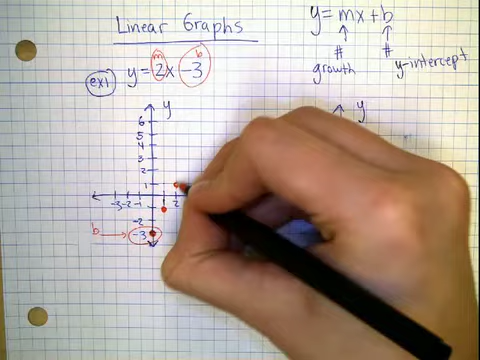 Linear Graphs
y = mx + b
# growth
# y-intercept
ex1 y = 2x -3
m
b
y
6
5
4
3
2
1
-3 -2 -1 2
-2
b → -3
y